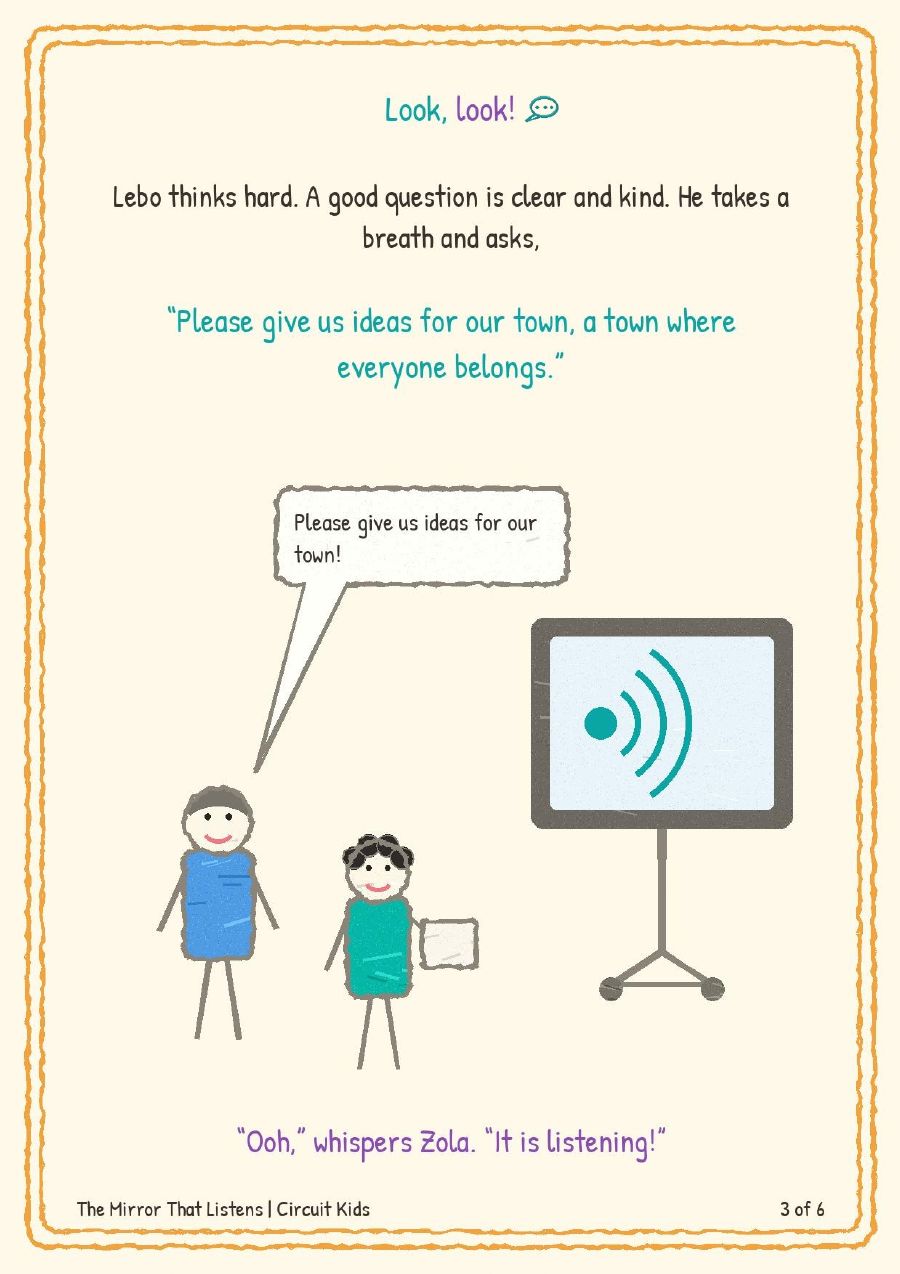 Look, look!
Lebo thinks hard. A good question is clear and kind. He takes a
breath and asks,
“Please give us ideas for our town, a town where
everyone belongs.”
Please give us ideas for our
town!
“Ooh,” whispers Zola. “It is listening!”
The Mirror That Listens | Circuit Kids
3 of 6